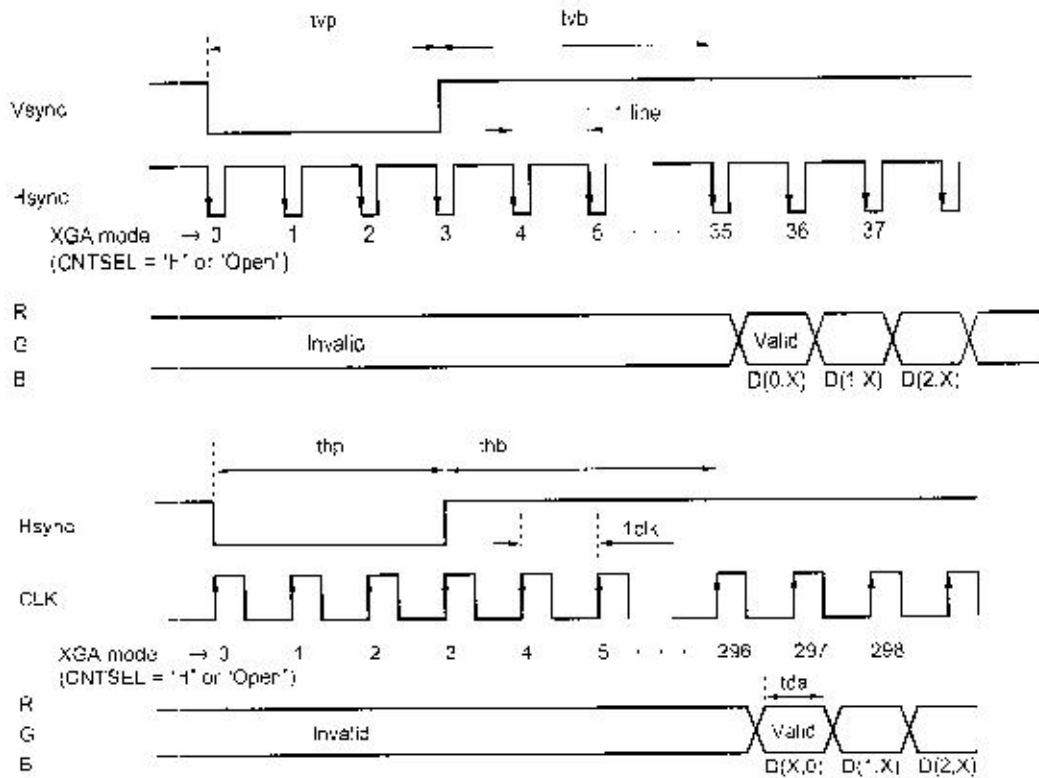 tvp tvb
Vsync
1 line
Hsync
XGA mode → 0 1 2 3 4 5 · · · · 35 36 37
(CNTSEL = "H" or "Open")
R
G Invalid Valid
B D(0.X) D(1.X) D(2.X)
thp thb
Hsync
1clk
CLK
XGA mode → 0 1 2 3 4 5 · · · · 296 297 298
(CNTSEL = "H" or "Open")
tda
R
G Invalid Valid
B D(X,0) D(1,X) D(2,X)